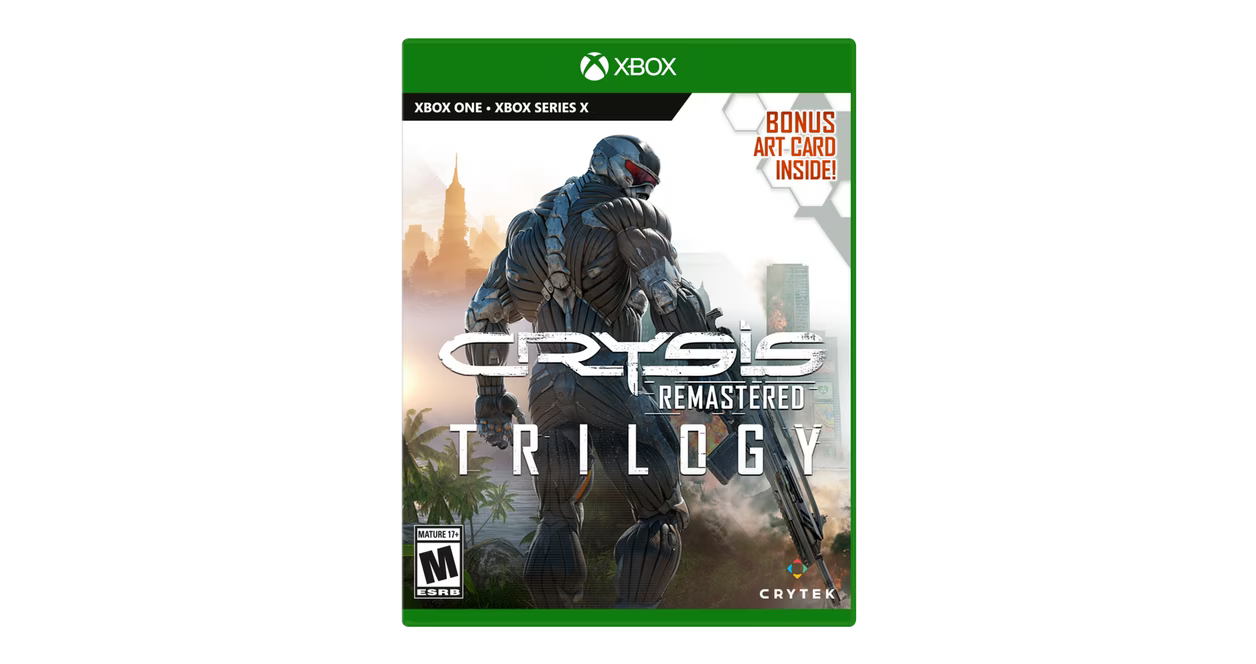 XBOX
XBOX ONE • XBOX SERIES X
BONUS
ART CARD
INSIDE!
CRYSIS
REMASTERED
TRILOGY
MATURE 17+
M
ESRB
CRYTEK